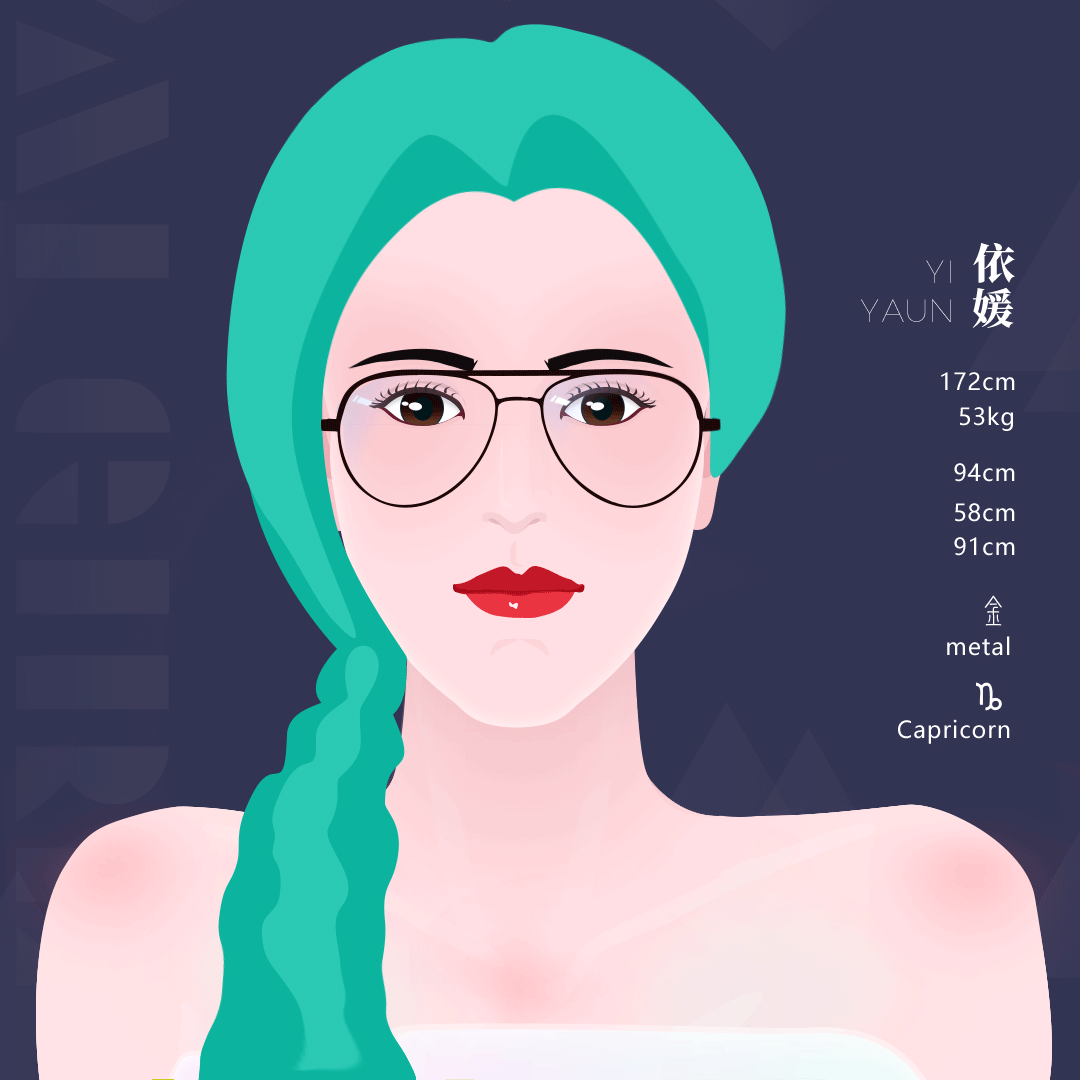 依媛
YI
YAUN
172cm
53kg
94cm
58cm
91cm
金
metal
♑
Capricorn